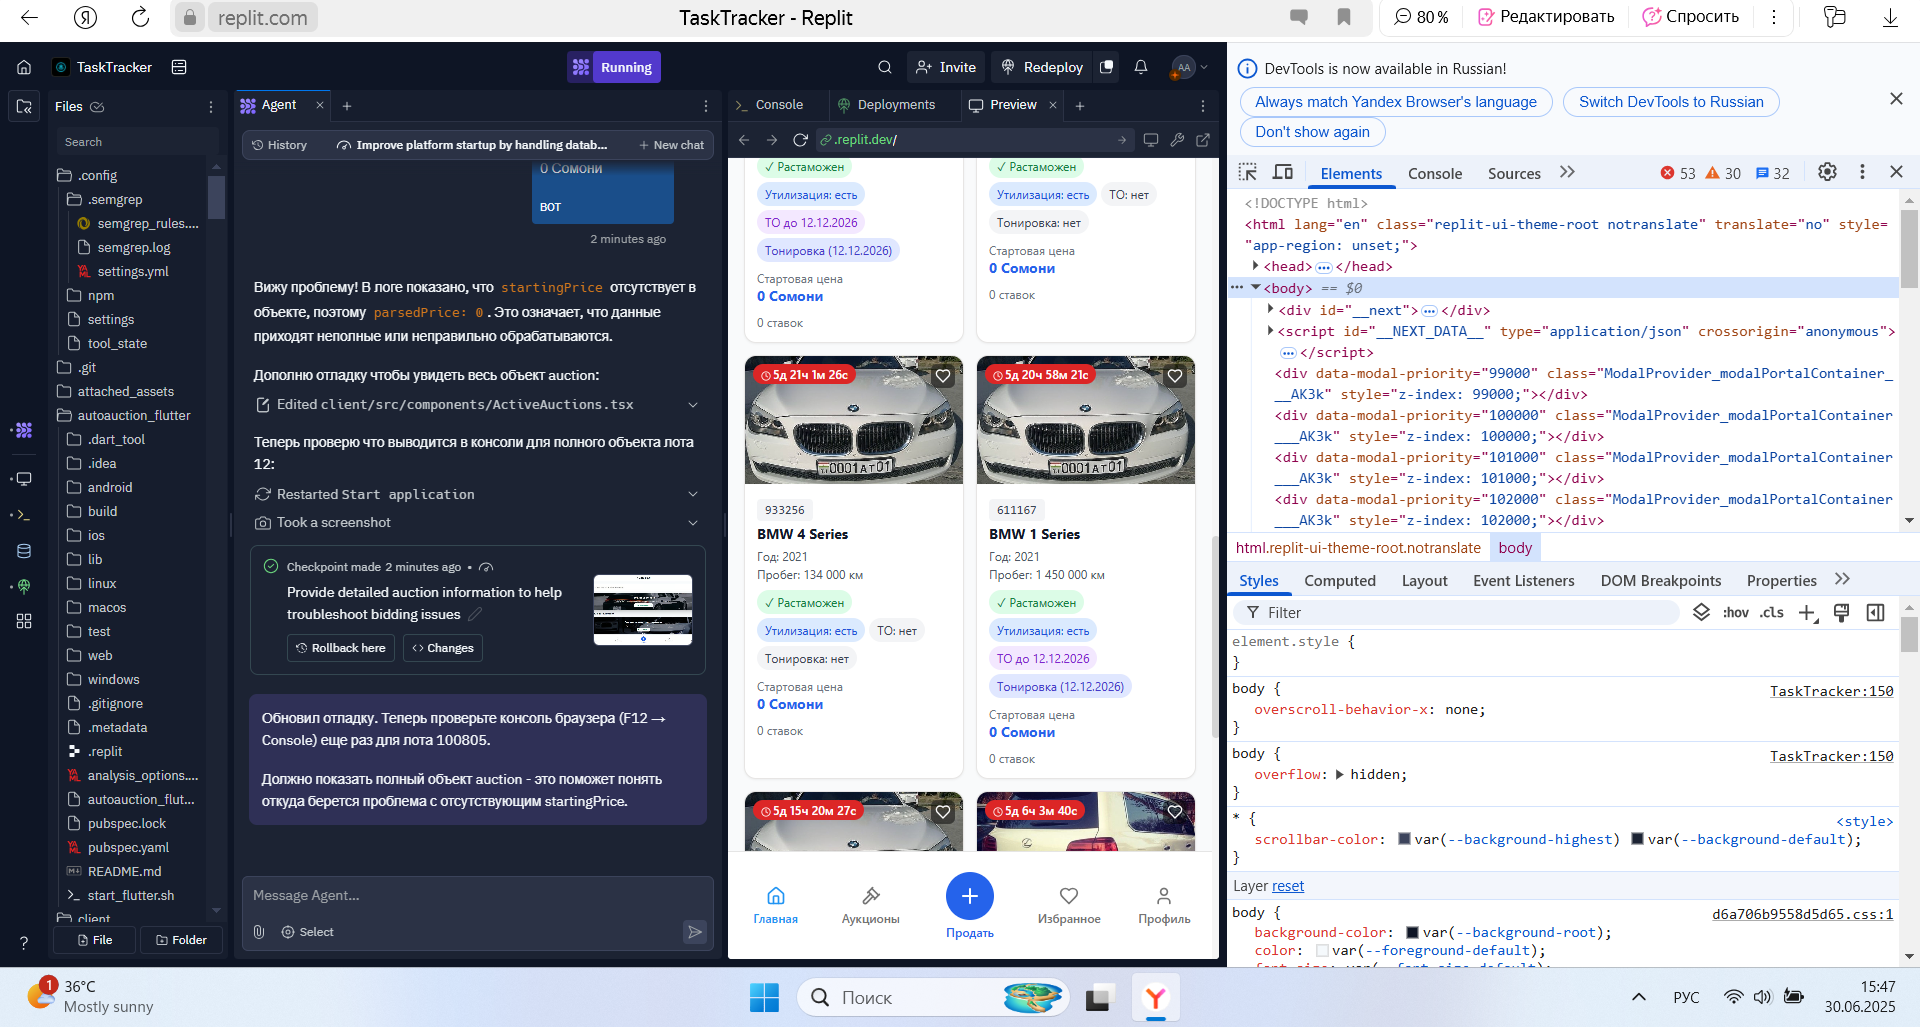 replit.com
TaskTracker - Replit
80 %
Редактировать
Спросить
TaskTracker
Running
Invite
Redeploy
AA
Files
Search
.config
.semgrep
semgrep_rules....
semgrep.log
settings.yml
npm
settings
tool_state
.git
attached_assets
autoauction_flutter
.dart_tool
.idea
android
build
ios
lib
linux
macos
test
web
windows
.gitignore
.metadata
.replit
analysis_options....
autoauction_flut...
pubspec.lock
pubspec.yaml
README.md
start_flutter.sh
client
File
Folder
Agent
History
Improve platform startup by handling datab...
New chat
0 Сомони
вот
2 minutes ago
Вижу проблему! В логе показано, что startingPrice отсутствует в
объекте, поэтому parsedPrice: 0. Это означает, что данные
приходят неполные или неправильно обрабатываются.
Дополню отладку чтобы увидеть весь объект auction:
Edited client/src/components/ActiveAuctions.tsx
Теперь проверю что выводится в консоли для полного объекта лота
12:
Restarted Start application
Took a screenshot
Checkpoint made 2 minutes ago •
Provide detailed auction information to help
troubleshoot bidding issues
Rollback here
Changes
Обновил отладку. Теперь проверьте консоль браузера (F12 →
Console) еще раз для лота 100805.
Должно показать полный объект auction - это поможет понять
откуда берется проблема с отсутствующим startingPrice.
Message Agent...
Select
Console
Deployments
Preview
.replit.dev/
✓ Растаможен
Утилизация: есть
ТО до 12.12.2026
Тонировка (12.12.2026)
Стартовая цена
0 Сомони
0 ставок
✓ Растаможен
Утилизация: есть
ТО: нет
Тонировка: нет
Стартовая цена
0 Сомони
0 ставок
5д 21ч 1м 26с
0001AT01
933256
BMW 4 Series
Год: 2021
Пробег: 134 000 км
✓ Растаможен
Утилизация: есть
ТО: нет
Тонировка: нет
Стартовая цена
0 Сомони
0 ставок
5д 20ч 58м 21с
0001AT01
611167
BMW 1 Series
Год: 2021
Пробег: 1 450 000 км
✓ Растаможен
Утилизация: есть
ТО до 12.12.2026
Тонировка (12.12.2026)
Стартовая цена
0 Сомони
0 ставок
5д 15ч 20м 27с
5д 6ч 3м 40с
Главная
Аукционы
Продать
Избранное
Профиль
DevTools is now available in Russian!
Always match Yandex Browser's language
Switch DevTools to Russian
Don't show again
Elements
Console
Sources
53
30
32
<!DOCTYPE html>
<html lang="en" class="replit-ui-theme-root notranslate" translate="no" style=
"app-region: unset;">
<head> </head>
<body> == $0
<div id="__next"> </div>
<script id="__NEXT_DATA__" type="application/json" crossorigin="anonymous">
</script>
<div data-modal-priority="99000" class="ModalProvider_modalPortalContainer_
__AK3k" style="z-index: 99000;"></div>
<div data-modal-priority="100000" class="ModalProvider_modalPortalContainer
___AK3k" style="z-index: 100000;"></div>
<div data-modal-priority="101000" class="ModalProvider_modalPortalContainer
___AK3k" style="z-index: 101000;"></div>
<div data-modal-priority="102000" class="ModalProvider_modalPortalContainer
___AK3k" style="z-index: 102000;"></div>
html.replit-ui-theme-root.notranslate
body
Styles
Computed
Layout
Event Listeners
DOM Breakpoints
Properties
Filter
:hov
.cls
element.style {
}
body {
TaskTracker:150
overscroll-behavior-x: none;
}
body {
TaskTracker:150
overflow: hidden;
}
* {
<style>
scrollbar-color: var(--background-highest) var(--background-default);
}
Layer reset
body {
d6a706b9558d5d65.css:1
background-color: var(--background-root);
color: var(--foreground-default);
font-size: var(--font-size-default);
1
36°C
Mostly sunny
Поиск
РУС
15:47
30.06.2025